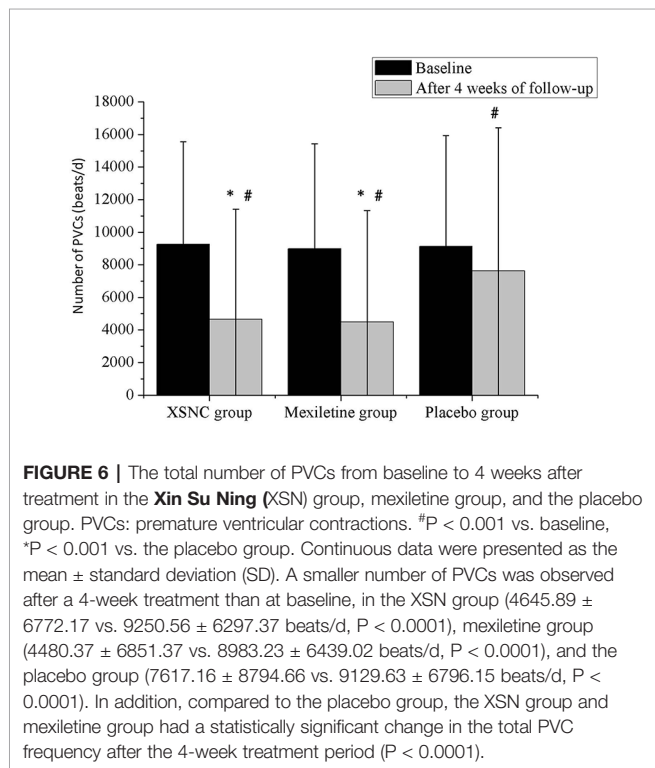 Baseline
After 4 weeks of follow-up
18000
16000
14000
12000
10000
8000
6000
4000
2000
0
Number of PVCs (beats/d)
* #
* #
#
XSNC group
Mexiletine group
Placebo group
FIGURE 6 | The total number of PVCs from baseline to 4 weeks after
treatment in the Xin Su Ning (XSN) group, mexiletine group, and the placebo
group. PVCs: premature ventricular contractions. #P < 0.001 vs. baseline,
*P < 0.001 vs. the placebo group. Continuous data were presented as the
mean ± standard deviation (SD). A smaller number of PVCs was observed
after a 4-week treatment than at baseline, in the XSN group (4645.89 ±
6772.17 vs. 9250.56 ± 6297.37 beats/d, P < 0.0001), mexiletine group
(4480.37 ± 6851.37 vs. 8983.23 ± 6439.02 beats/d, P < 0.0001), and the
placebo group (7617.16 ± 8794.66 vs. 9129.63 ± 6796.15 beats/d, P <
0.0001). In addition, compared to the placebo group, the XSN group and
mexiletine group had a statistically significant change in the total PVC
frequency after the 4-week treatment period (P < 0.0001).